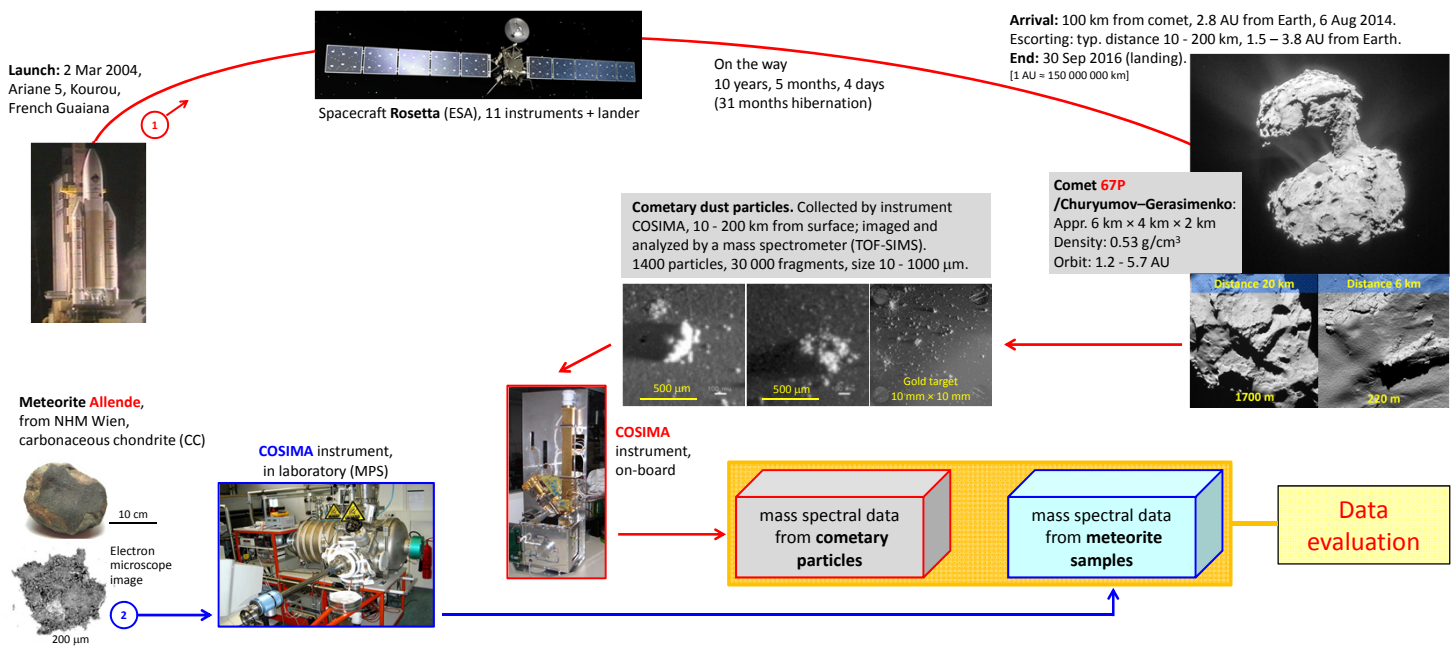 Launch: 2 Mar 2004,
Ariane 5, Kourou,
French Guaiana
1
Spacecraft Rosetta (ESA), 11 instruments + lander
On the way
10 years, 5 months, 4 days
(31 months hibernation)
Arrival: 100 km from comet, 2.8 AU from Earth, 6 Aug 2014.
Escorting: typ. distance 10 - 200 km, 1.5 – 3.8 AU from Earth.
End: 30 Sep 2016 (landing).
[1 AU ≈ 150 000 000 km]
Comet 67P
/Churyumov–Gerasimenko:
Appr. 6 km × 4 km × 2 km
Density: 0.53 g/cm³
Orbit: 1.2 - 5.7 AU
Distance 20 km
Distance 6 km
1700 m
220 m
Cometary dust particles. Collected by instrument
COSIMA, 10 - 200 km from surface; imaged and
analyzed by a mass spectrometer (TOF-SIMS).
1400 particles, 30 000 fragments, size 10 - 1000 μm.
500 μm
500 μm
Gold target
10 mm × 10 mm
COSIMA
instrument,
on-board
Meteorite Allende,
from NHM Wien,
carbonaceous chondrite (CC)
10 cm
Electron
microscope
image
2
200 μm
COSIMA instrument,
in laboratory (MPS)
mass spectral data
from cometary
particles
mass spectral data
from meteorite
samples
Data
evaluation